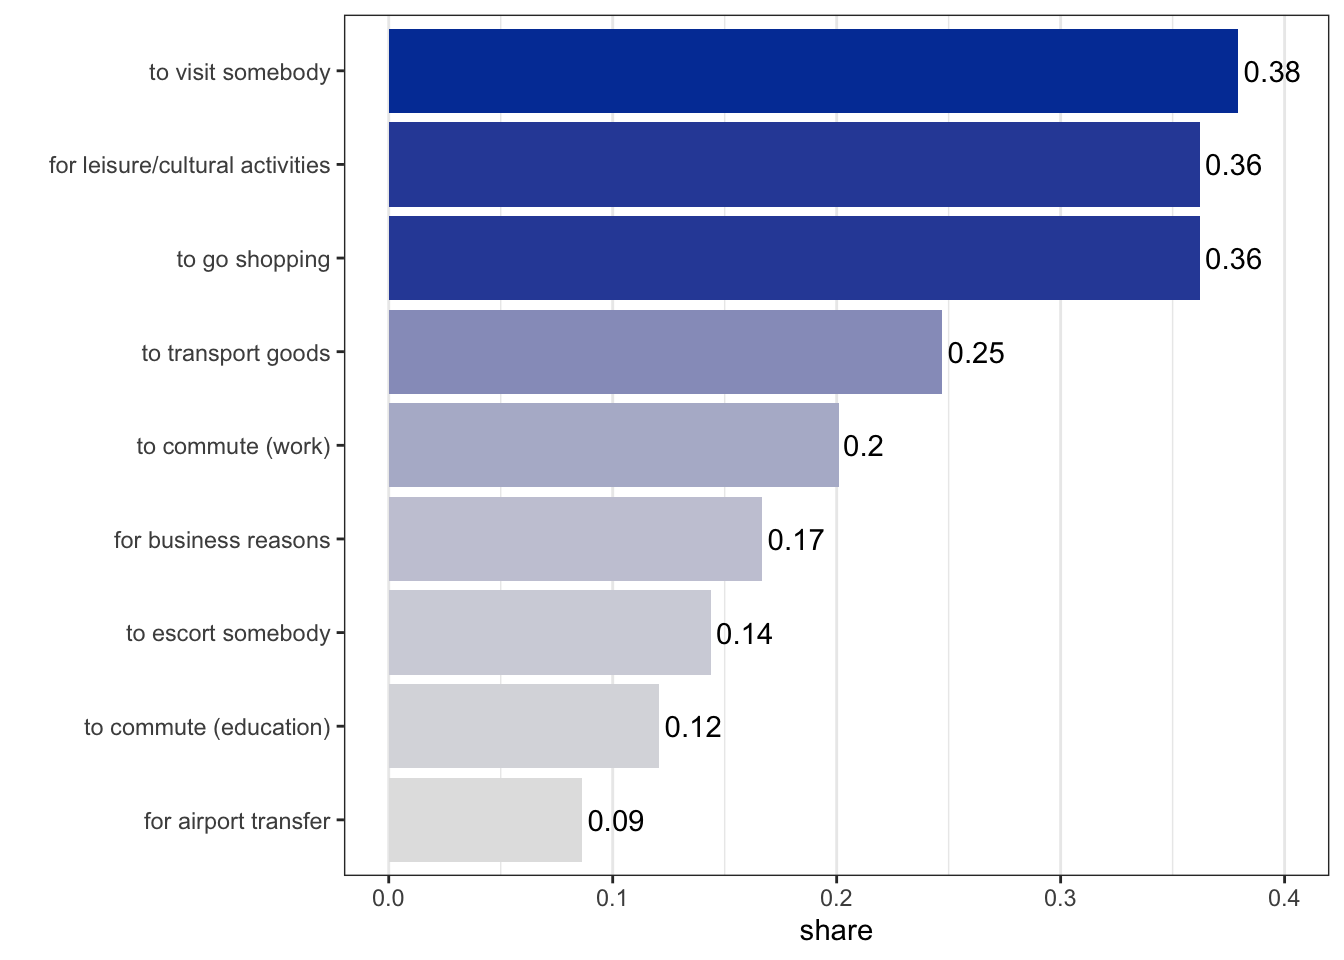 to visit somebody 0.38
for leisure/cultural activities 0.36
to go shopping 0.36
to transport goods 0.25
to commute (work) 0.2
for business reasons 0.17
to escort somebody 0.14
to commute (education) 0.12
for airport transfer 0.09
0.0 0.1 0.2 0.3 0.4
share